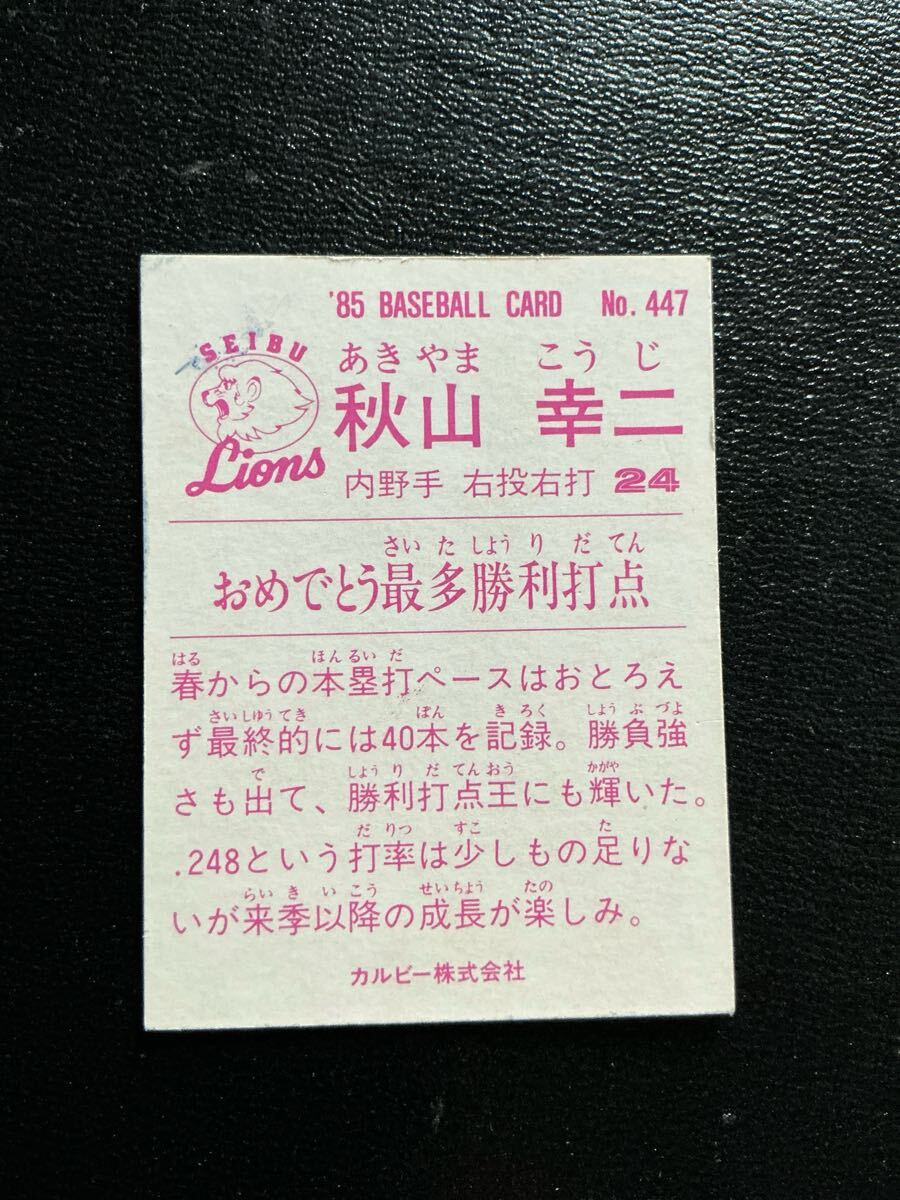 '85 BASEBALL CARD No. 447
SEIBU
Lions
あきやま こうじ
秋山 幸二
内野手 右投右打 24
さいたしようりだてん
おめでとう最多勝利打点
はる ほんるいだ
春からの本塁打ペースはおとろえ
さいしゆうてき ぽん きろく しようぶづよ
ず最終的には40本を記録。勝負強
で しようりだてんおう かがや
さも出て、勝利打点王にも輝いた。
だりつ すこ た
.248という打率は少しもの足りな
らいきいこう せいちよう たの
いが来季以降の成長が楽しみ。
カルビー株式会社